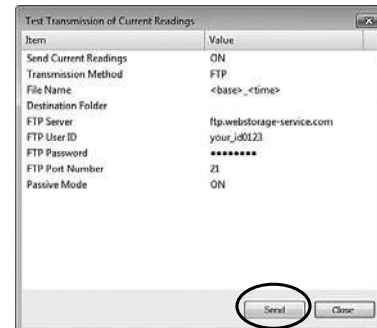 Test Transmission of Current Readings
Item Value
Send Current Readings ON
Transmission Method FTP
File Name <base>_<time>
Destination Folder
FTP Server ftp.webstorage-service.com
FTP User ID your_id0123
FTP Password ••••••••
FTP Port Number 21
Passive Mode ON
Send Close